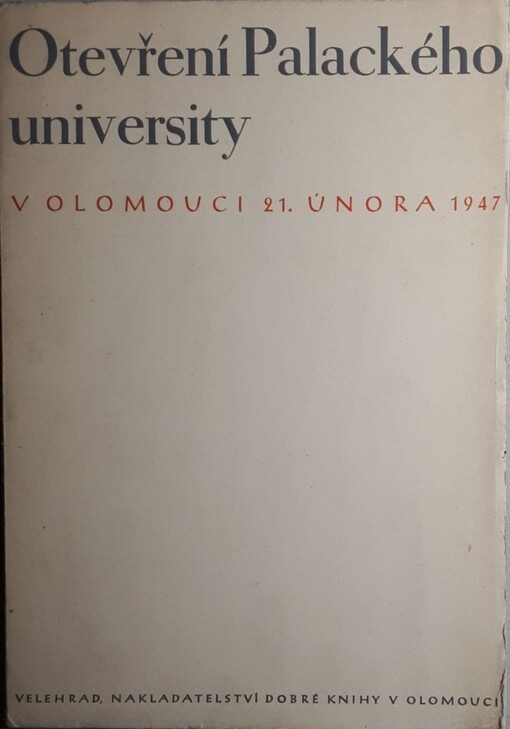 Otevření Palackého
university
V OLOMOUCI 21. ÚNORA 1947
VELEHRAD, NAKLADATELSTVÍ DOBRÉ KNIHY V OLOMOUCI